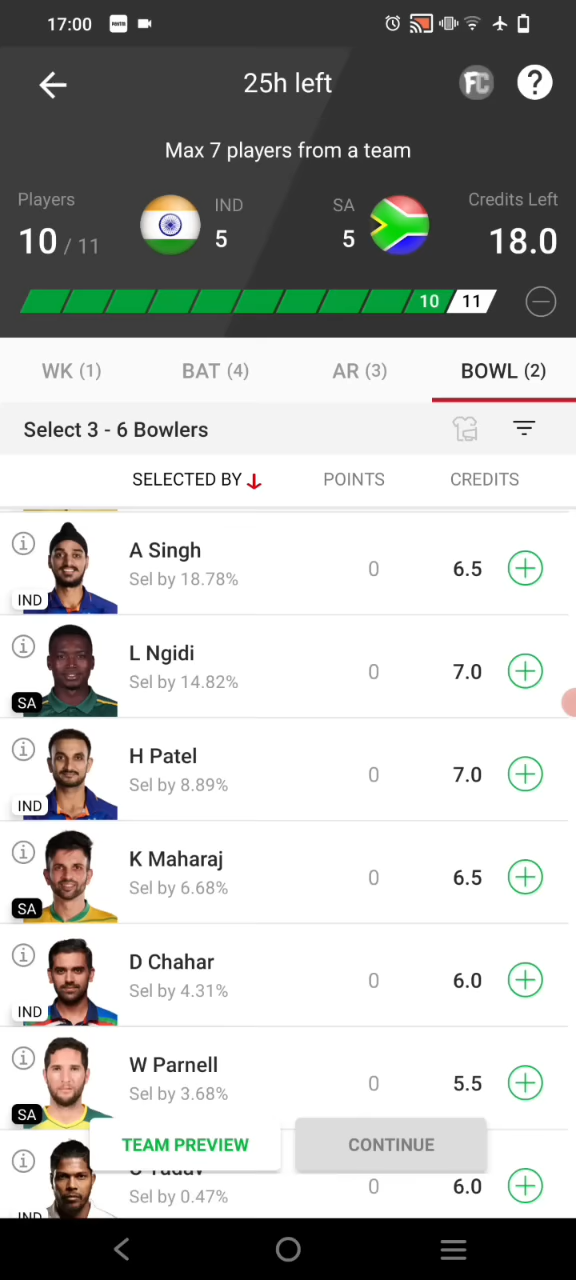 17:00
25h left
FC
?
Max 7 players from a team
Players
IND
SA
Credits Left
10 / 11
5
5
18.0
10
11
WK (1)
BAT (4)
AR (3)
BOWL (2)
Select 3 - 6 Bowlers
SELECTED BY
POINTS
CREDITS
A Singh
Sel by 18.78%
0
6.5
IND
L Ngidi
Sel by 14.82%
0
7.0
SA
H Patel
Sel by 8.89%
0
7.0
IND
K Maharaj
Sel by 6.68%
0
6.5
SA
D Chahar
Sel by 4.31%
0
6.0
IND
W Parnell
Sel by 3.68%
0
5.5
SA
TEAM PREVIEW
CONTINUE
Sel by 0.47%
0
6.0
IND